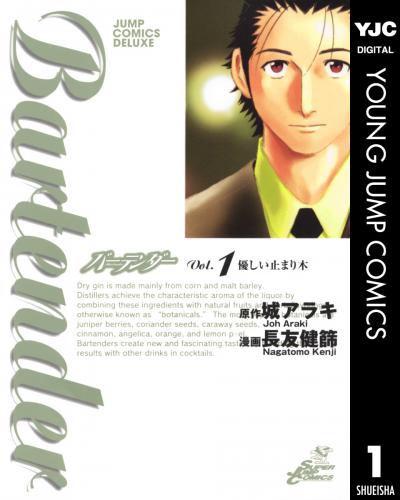 JUMP
COMICS
DELUXE
Bartender
バーテンダー
Vol. 1 優しい止まり木
Dry gin is made mainly from corn and malt barley.
Distillers achieve the characteristic aroma of the liquor by
combining these ingredients with natural fruits
otherwise known as "botanicals." The
juniper berries, coriander seeds, caraway seeds,
cinnamon, angelica, orange, and lemon
Bartenders create new and fascinating
results with other drinks in cocktails.
原作 城アラキ
Joh Araki
漫画 長友健篩
Nagatomo Kenji
SUPER
JUMP
COMICS
YJC
DIGITAL
YOUNG JUMP COMICS
1
SHUEISHA